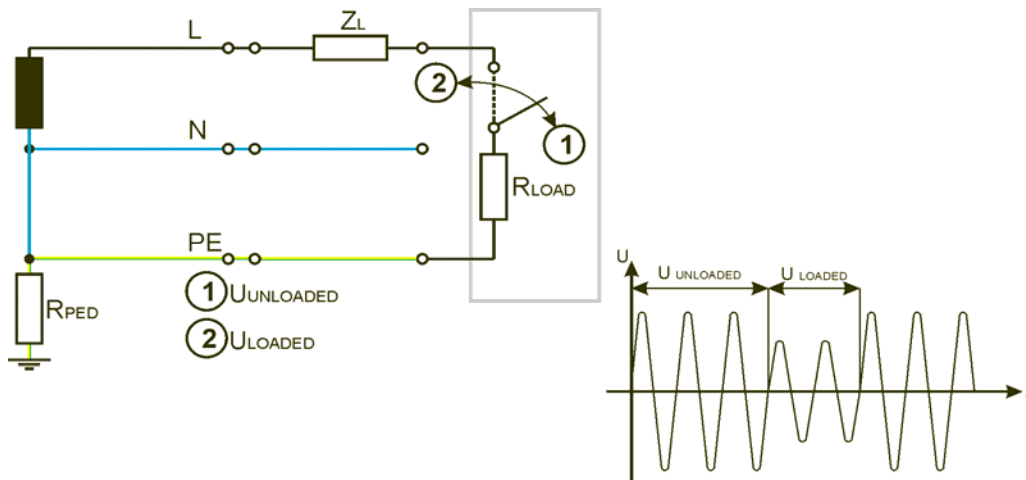 L
ZL
2
N
1
RLOAD
PE
RPED
1 UUNLOADED
2 ULOADED
U
U UNLOADED
U LOADED